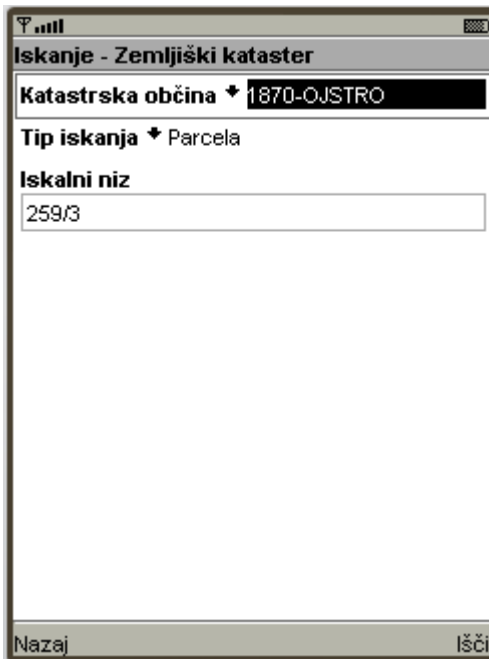 Iskanje - Zemljiški kataster
Katastrska občina 1870-OJSTRO
Tip iskanja Parcela
Iskalni niz
259/3
Nazaj Išči